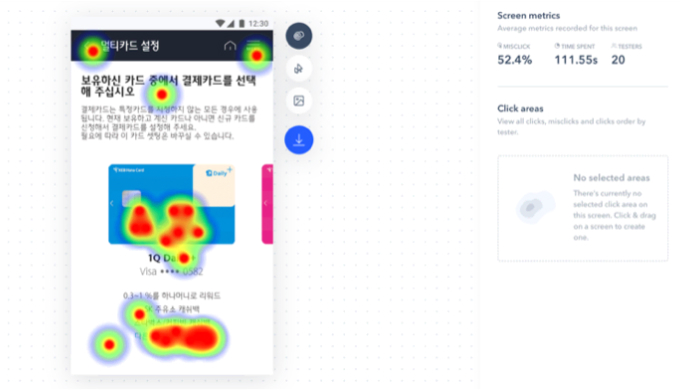 12:30
멀티카드 설정
보유하신 카드 중에서 결제카드를 선택
해 주십시오
결제카드는 특정카드를 지정하지 않는 모든 경우에 사용
됩니다. 현재 보유하고 계신 카드나 아니면 신규 카드를
신청해서 결제카드를 설정해 주세요.
필요에 따라 이 카드 셋팅은 바꾸실 수 있습니다.
Daily+
1Q
Visa •••• 6582
0.3~1 %를 하나머니로 리워드
주유소 캐쉬백
Screen metrics
Average metrics recorded for this screen
MISCLICK
TIME SPENT
TESTERS
52.4%
111.55s
20
Click areas
View all clicks, misclicks and clicks order by
tester.
No selected areas
There's currently no
selected click area on
this screen. Click & drag
on a screen to create
one.